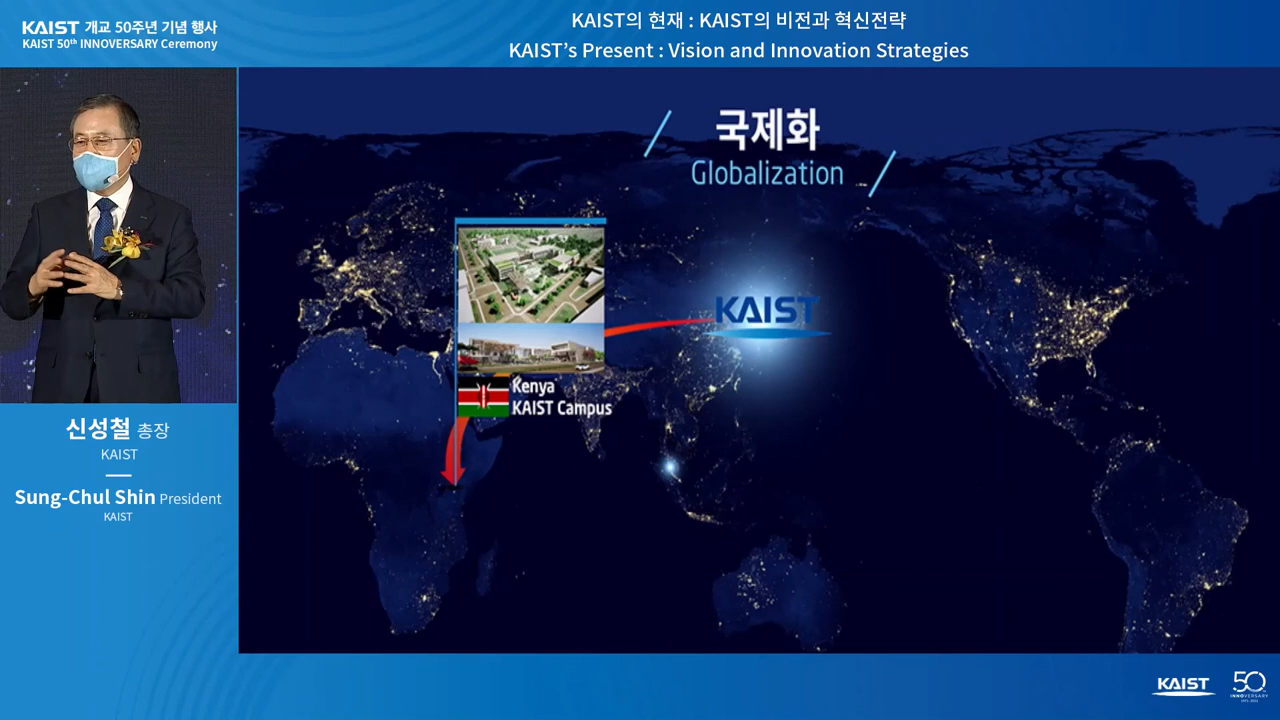 KAIST 개교 50주년 기념 행사
KAIST 50th INNOVERSARY Ceremony
KAIST의 현재 : KAIST의 비전과 혁신전략
KAIST's Present : Vision and Innovation Strategies
국제화
Globalization
KAIST
Kenya
KAIST Campus
신성철 총장
KAIST
Sung-Chul Shin President
KAIST
KAIST
50
INNOVERSARY
1971-2021